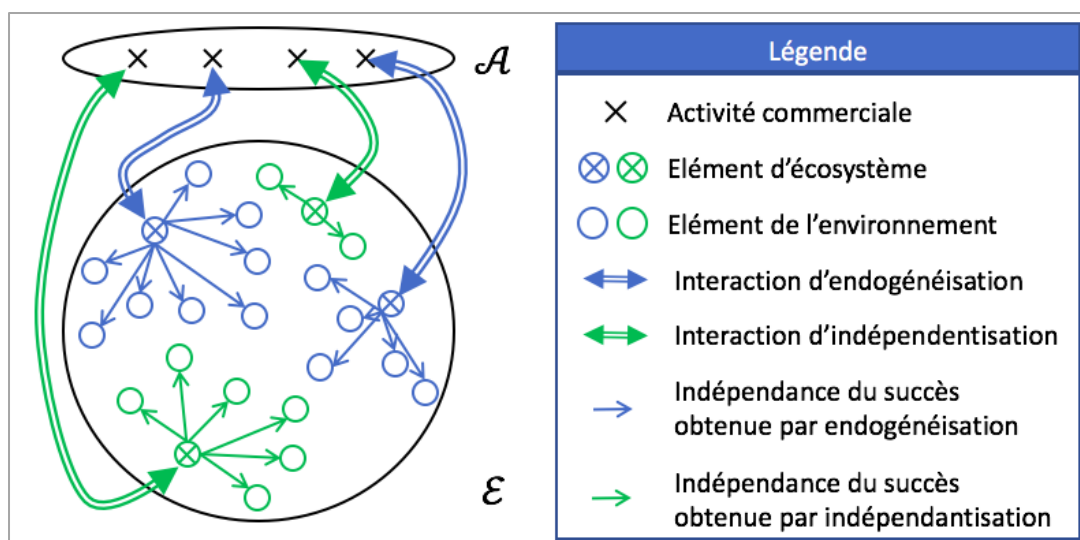 𝒜
ℰ
Légende
Activité commerciale
Elément d'écosystème
Elément de l'environnement
Interaction d'endogénéisation
Interaction d'indépendentisation
Indépendance du succès
obtenue par endogénéisation
Indépendance du succès
obtenue par indépendantisation